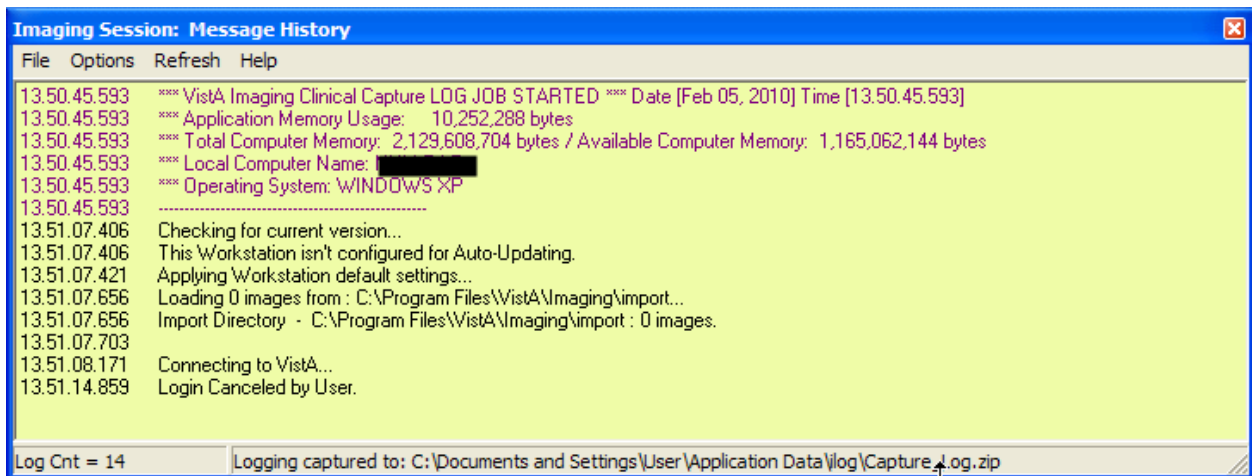 Imaging Session: Message History
File Options Refresh Help
13.50.45.593 *** VistA Imaging Clinical Capture LOG JOB STARTED *** Date [Feb 05, 2010] Time [13.50.45.593]
13.50.45.593 *** Application Memory Usage: 10,252,288 bytes
13.50.45.593 *** Total Computer Memory: 2,129,608,704 bytes / Available Computer Memory: 1,165,062,144 bytes
13.50.45.593 *** Local Computer Name:
13.50.45.593 *** Operating System: WINDOWS XP
13.50.45.593 ---------------------------------------------------
13.51.07.406 Checking for current version...
13.51.07.406 This Workstation isn't configured for Auto-Updating.
13.51.07.421 Applying Workstation default settings...
13.51.07.656 Loading 0 images from : C:\Program Files\VistA\Imaging\import...
13.51.07.656 Import Directory - C:\Program Files\VistA\Imaging\import : 0 images.
13.51.07.703
13.51.08.171 Connecting to VistA...
13.51.14.859 Login Canceled by User.
Log Cnt = 14 Logging captured to: C:\Documents and Settings\User\Application Data\ilog\Capture_Log.zip